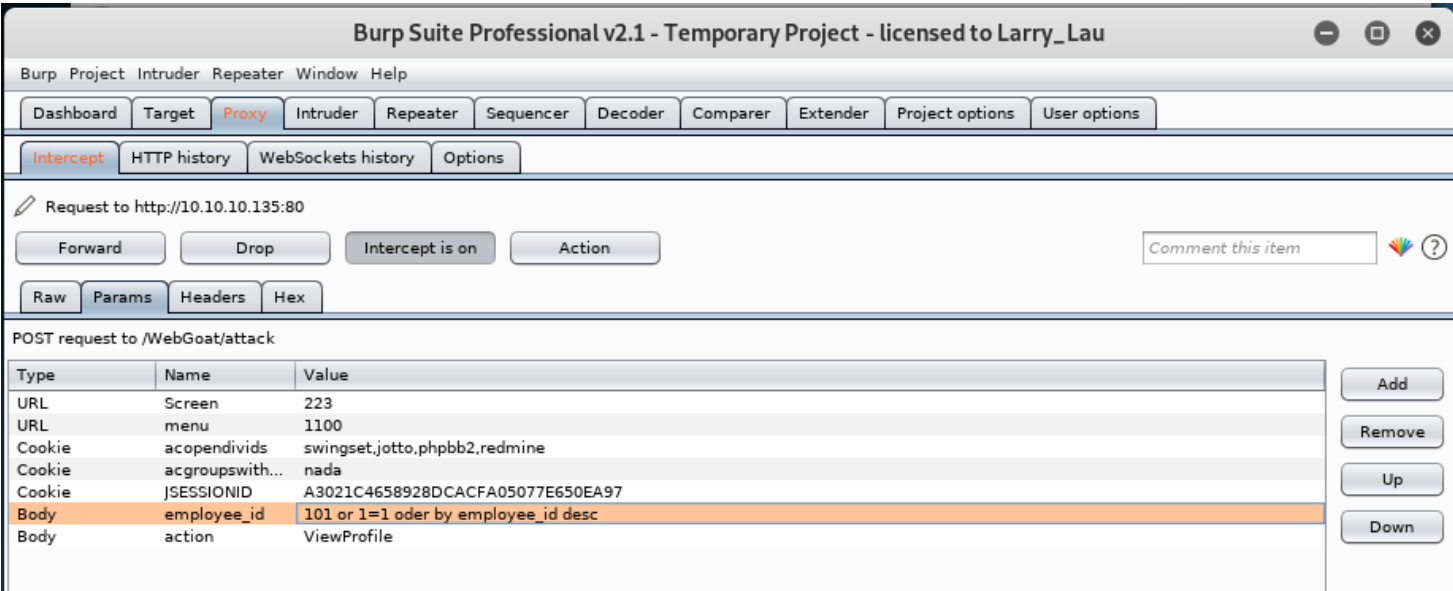 Burp Suite Professional v2.1 - Temporary Project - licensed to Larry_Lau
Burp Project Intruder Repeater Window Help
Dashboard Target Proxy Intruder Repeater Sequencer Decoder Comparer Extender Project options User options
Intercept HTTP history WebSockets history Options
Request to http://10.10.10.135:80
Forward Drop Intercept is on Action Comment this item ?
Raw Params Headers Hex
POST request to /WebGoat/attack
Type Name Value
URL Screen 223
URL menu 1100
Cookie acopendivids swingset,jotto,phpbb2,redmine
Cookie acgroupswith... nada
Cookie JSESSIONID A3021C4658928DCACFA05077E650EA97
Body employee_id 101 or 1=1 oder by employee_id desc
Body action ViewProfile
Add
Remove
Up
Down